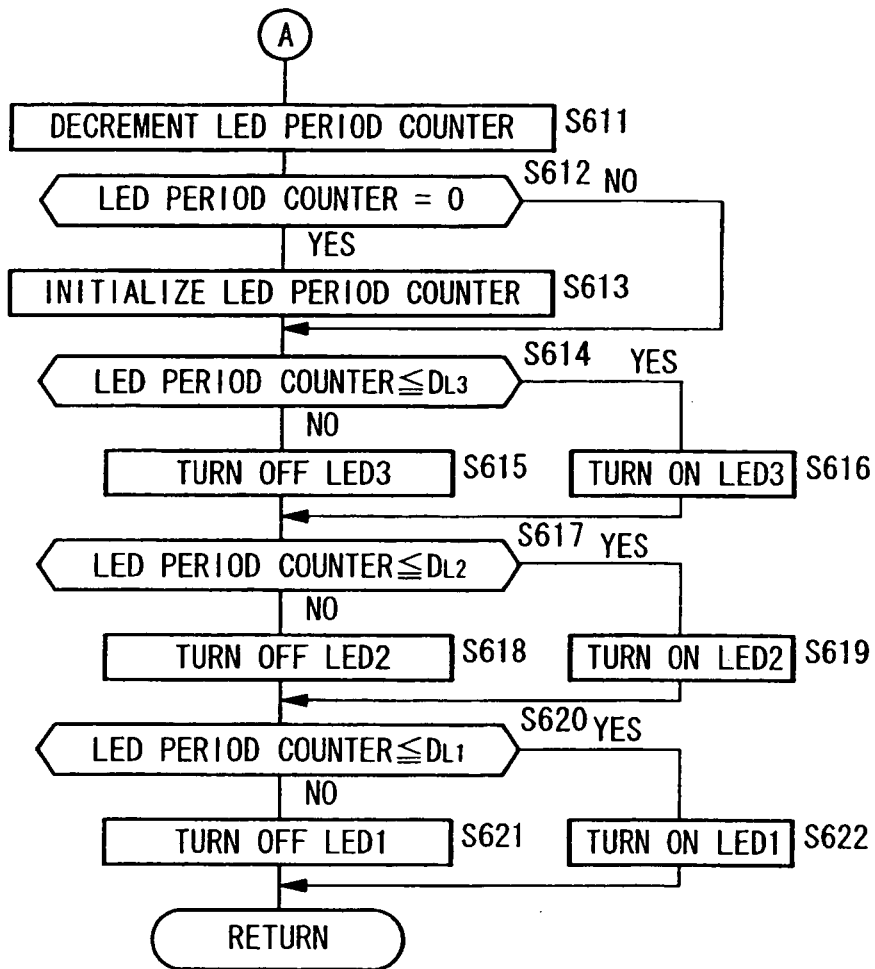 A
DECREMENT LED PERIOD COUNTER S611
LED PERIOD COUNTER = 0 S612 NO
YES
INITIALIZE LED PERIOD COUNTER S613
LED PERIOD COUNTER≦DL3 S614 YES
NO
TURN OFF LED3 S615 TURN ON LED3 S616
LED PERIOD COUNTER≦DL2 S617 YES
NO
TURN OFF LED2 S618 TURN ON LED2 S619
LED PERIOD COUNTER≦DL1 S620 YES
NO
TURN OFF LED1 S621 TURN ON LED1 S622
RETURN